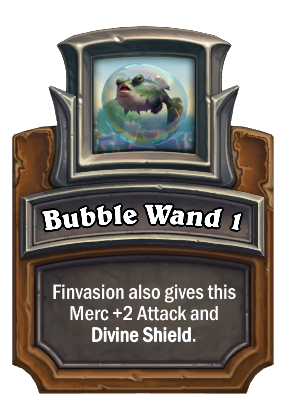 Bubble Wand 1
Finvasion also gives this
Merc +2 Attack and
Divine Shield.